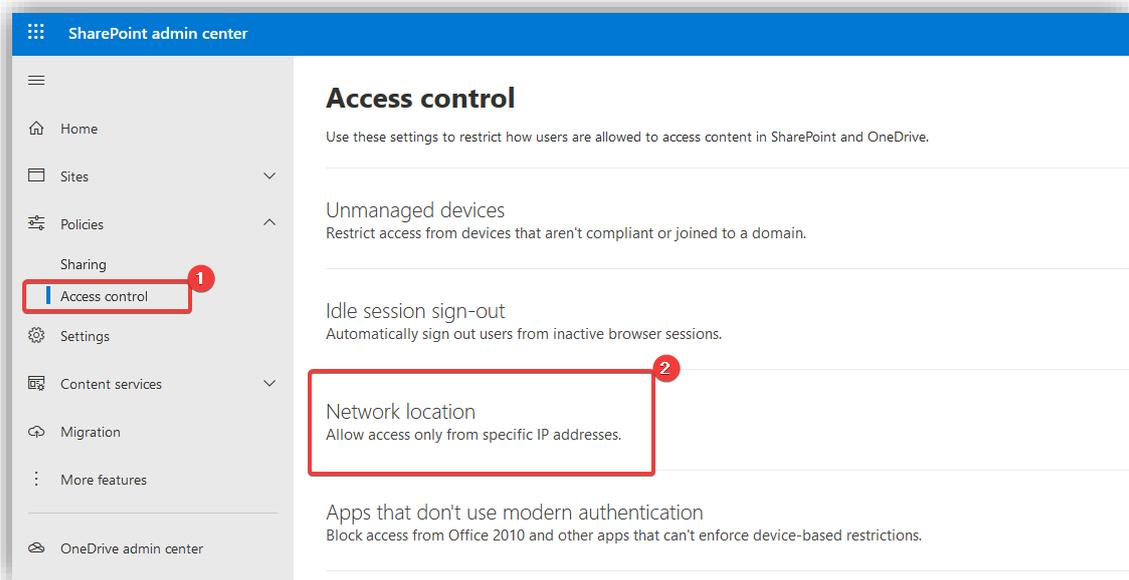 SharePoint admin center
Home
Sites
Policies
Sharing
1
Access control
Settings
Content services
Migration
More features
OneDrive admin center
Access control
Use these settings to restrict how users are allowed to access content in SharePoint and OneDrive.
Unmanaged devices
Restrict access from devices that aren't compliant or joined to a domain.
Idle session sign-out
Automatically sign out users from inactive browser sessions.
2
Network location
Allow access only from specific IP addresses.
Apps that don't use modern authentication
Block access from Office 2010 and other apps that can't enforce device-based restrictions.